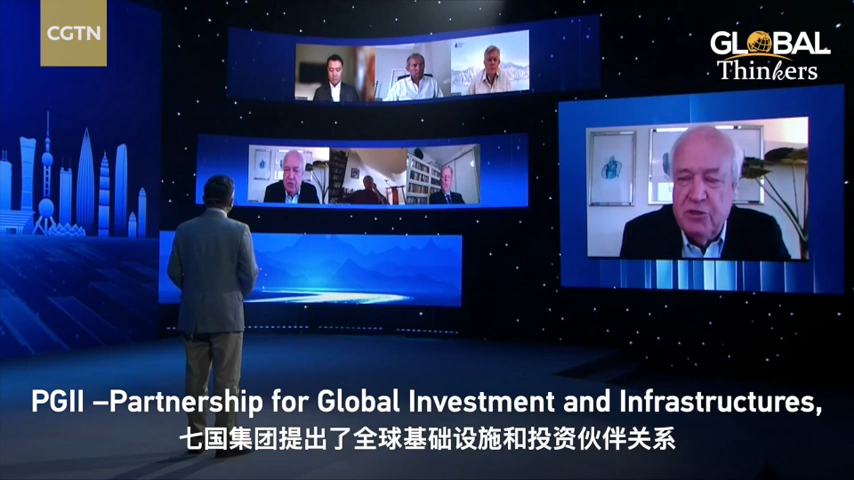 CGTN
GLOBAL
Thinkers
PGII –Partnership for Global Investment and Infrastructures,
七国集团提出了全球基础设施和投资伙伴关系